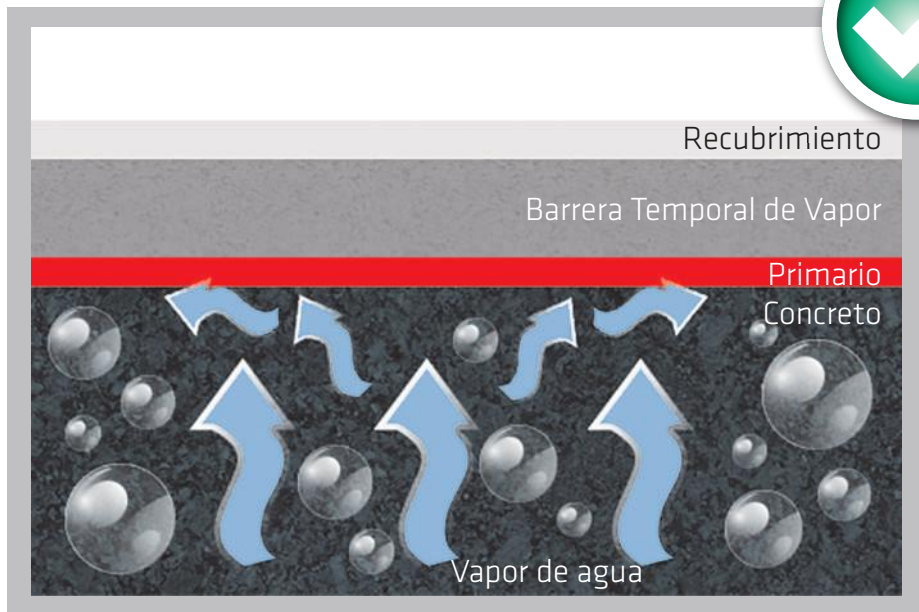 Recubrimiento
Barrera Temporal de Vapor
Primario
Concreto
Vapor de agua